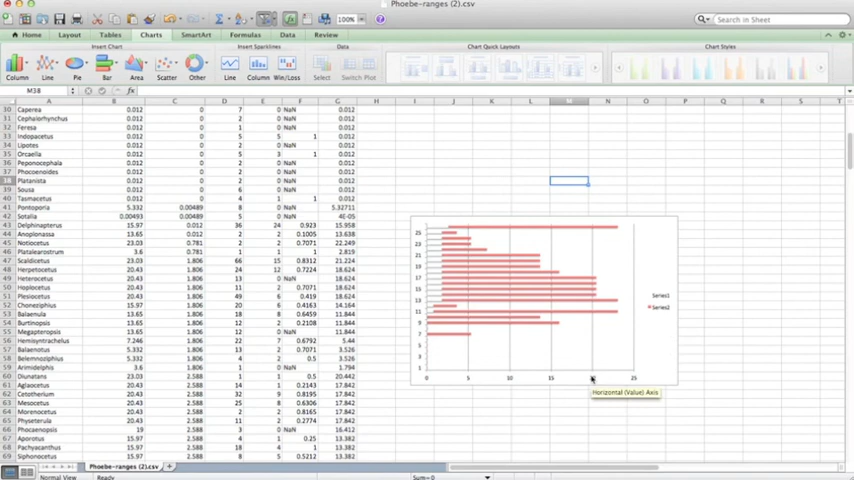 Phoebe-ranges (2).csv
100%
Search in Sheet
Home Layout Tables Charts SmartArt Formulas Data Review
Insert Chart Insert Sparklines Data Chart Quick Layouts Chart Styles
Column Line Pie Bar Area Scatter Other Line Column Win/Loss Select Switch Plot
M38 fx
A B C D E F G H I J K L M N O P Q R S T
30 Caperea 0.012 0 7 0 NaN 0.012
31 Cephalorhynchus 0.012 0 2 0 NaN 0.012
32 Feresa 0.012 0 1 0 NaN 0.012
33 Indopacetus 0.012 0 5 5 1 0.012
34 Lipotes 0.012 0 2 0 NaN 0.012
35 Orcaella 0.012 0 5 3 1 0.012
36 Peponocephala 0.012 0 2 0 NaN 0.012
37 Phocoenoides 0.012 0 2 0 NaN 0.012
38 Platanista 0.012 0 2 0 NaN 0.012
39 Sousa 0.012 0 6 0 NaN 0.012
40 Tasmacetus 0.012 0 4 1 1 0.012
41 Pontoporia 5.332 0.00489 8 0 NaN 5.32711
42 Sotalia 0.00493 0.00489 5 0 NaN 4E-05
43 Delphinapterus 15.97 0.012 36 24 0.923 15.958
44 Anoplonassa 13.65 0.012 2 2 0.1005 13.638
45 Notiocetus 23.03 0.781 2 2 0.7071 22.249
46 Platalearostrum 3.6 0.781 1 1 1 2.819
47 Scaldicetus 23.03 1.806 66 15 0.8312 21.224
48 Herpetocetus 20.43 1.806 24 12 0.7224 18.624
49 Heterocetus 20.43 1.806 13 0 NaN 18.624
50 Hoplocetus 20.43 1.806 11 2 0.7071 18.624
51 Plesiocetus 20.43 1.806 49 6 0.419 18.624
52 Choneziphius 15.97 1.806 20 6 0.4163 14.164
53 Balaenula 13.65 1.806 18 8 0.6459 11.844
54 Burtinopsis 13.65 1.806 12 2 0.2108 11.844
55 Megapteropsis 13.65 1.806 12 0 NaN 11.844
56 Hemisyntrachelus 7.246 1.806 22 7 0.6792 5.44
57 Balaenotus 5.332 1.806 13 2 0.7071 3.526
58 Belemnoziphius 5.332 1.806 4 2 0.5 3.526
59 Arimidelphis 3.6 1.806 1 0 NaN 1.794
60 Diunatans 23.03 2.588 1 1 0.5 20.442
61 Aglaocetus 20.43 2.588 14 1 0.2143 17.842
62 Cetotherium 20.43 2.588 32 9 0.8195 17.842
63 Mesocetus 20.43 2.588 25 8 0.6306 17.842
64 Morenocetus 20.43 2.588 2 2 0.8165 17.842
65 Physeterula 20.43 2.588 11 2 0.2774 17.842
66 Phocaenopsis 19 2.588 1 0 NaN 16.412
67 Aporotus 15.97 2.588 4 1 0.25 13.382
68 Pachyacanthus 15.97 2.588 18 4 1 13.382
69 Siphonocetus 15.97 2.588 8 5 0.5212 13.382
25
23
21
19
17
15
13
11
9
7
5
3
1
0 5 10 15 20 25
Series1
Series2
Horizontal (Value) Axis
Phoebe-ranges (2).csv
Normal View Ready Sum=0